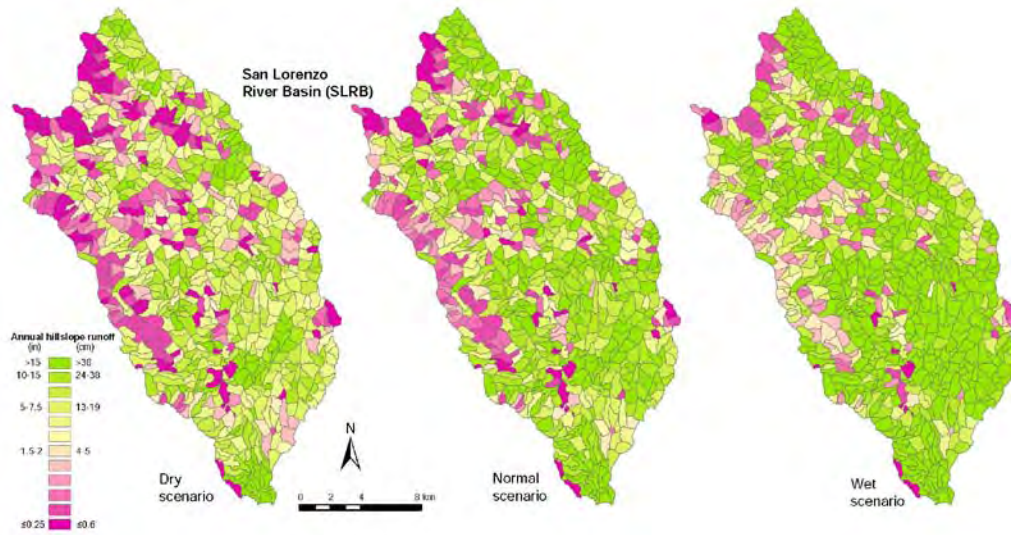 San Lorenzo
River Basin (SLRB)
Annual hillslope runoff
(in) (cm)
>15 >38
10-15 24-38
5-7.5 13-19
1.5-2 4-5
≤0.25 ≤0.6
N
0 2 4 8 km
Dry
scenario
Normal
scenario
Wet
scenario